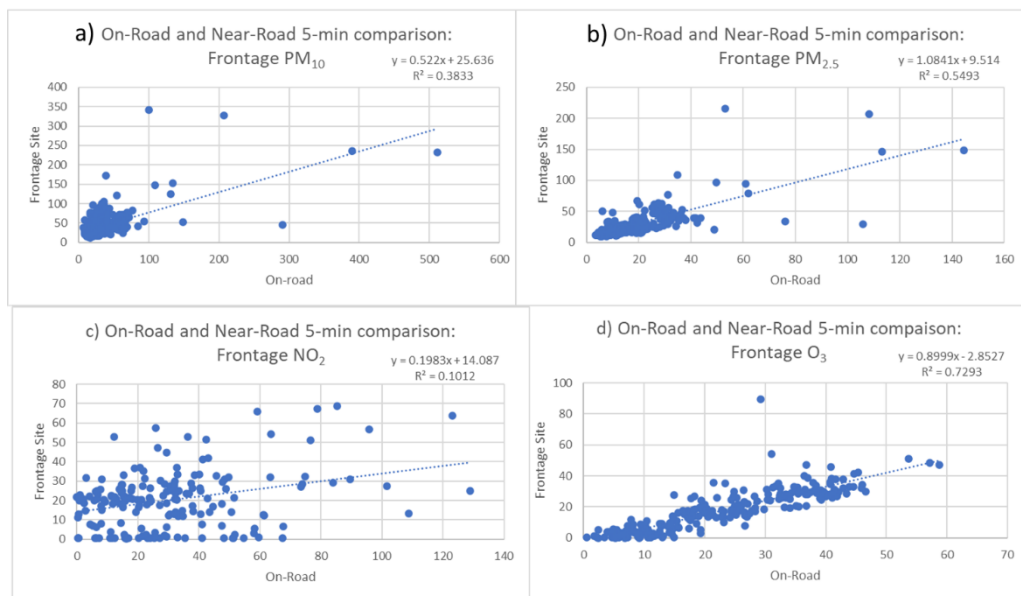 a) On-Road and Near-Road 5-min comparison:
Frontage PM10
y = 0.522x + 25.636
R² = 0.3833
400
350
300
250
200
150
100
50
0
0 100 200 300 400 500 600
Frontage Site
On-road
b) On-Road and Near-Road 5-min comparison:
Frontage PM2.5
y = 1.0841x + 9.514
R² = 0.5493
250
200
150
100
50
0
0 20 40 60 80 100 120 140 160
Frontage Site
On-Road
c) On-Road and Near-Road 5-min comparison:
Frontage NO2
y = 0.1983x + 14.087
R² = 0.1012
80
70
60
50
40
30
20
10
0
0 20 40 60 80 100 120 140
Frontage Site
On-Road
d) On-Road and Near-Road 5-min compaison:
Frontage O3
y = 0.8999x - 2.8527
R² = 0.7293
100
80
60
40
20
0
0 10 20 30 40 50 60 70
Frontage Site
On-Road